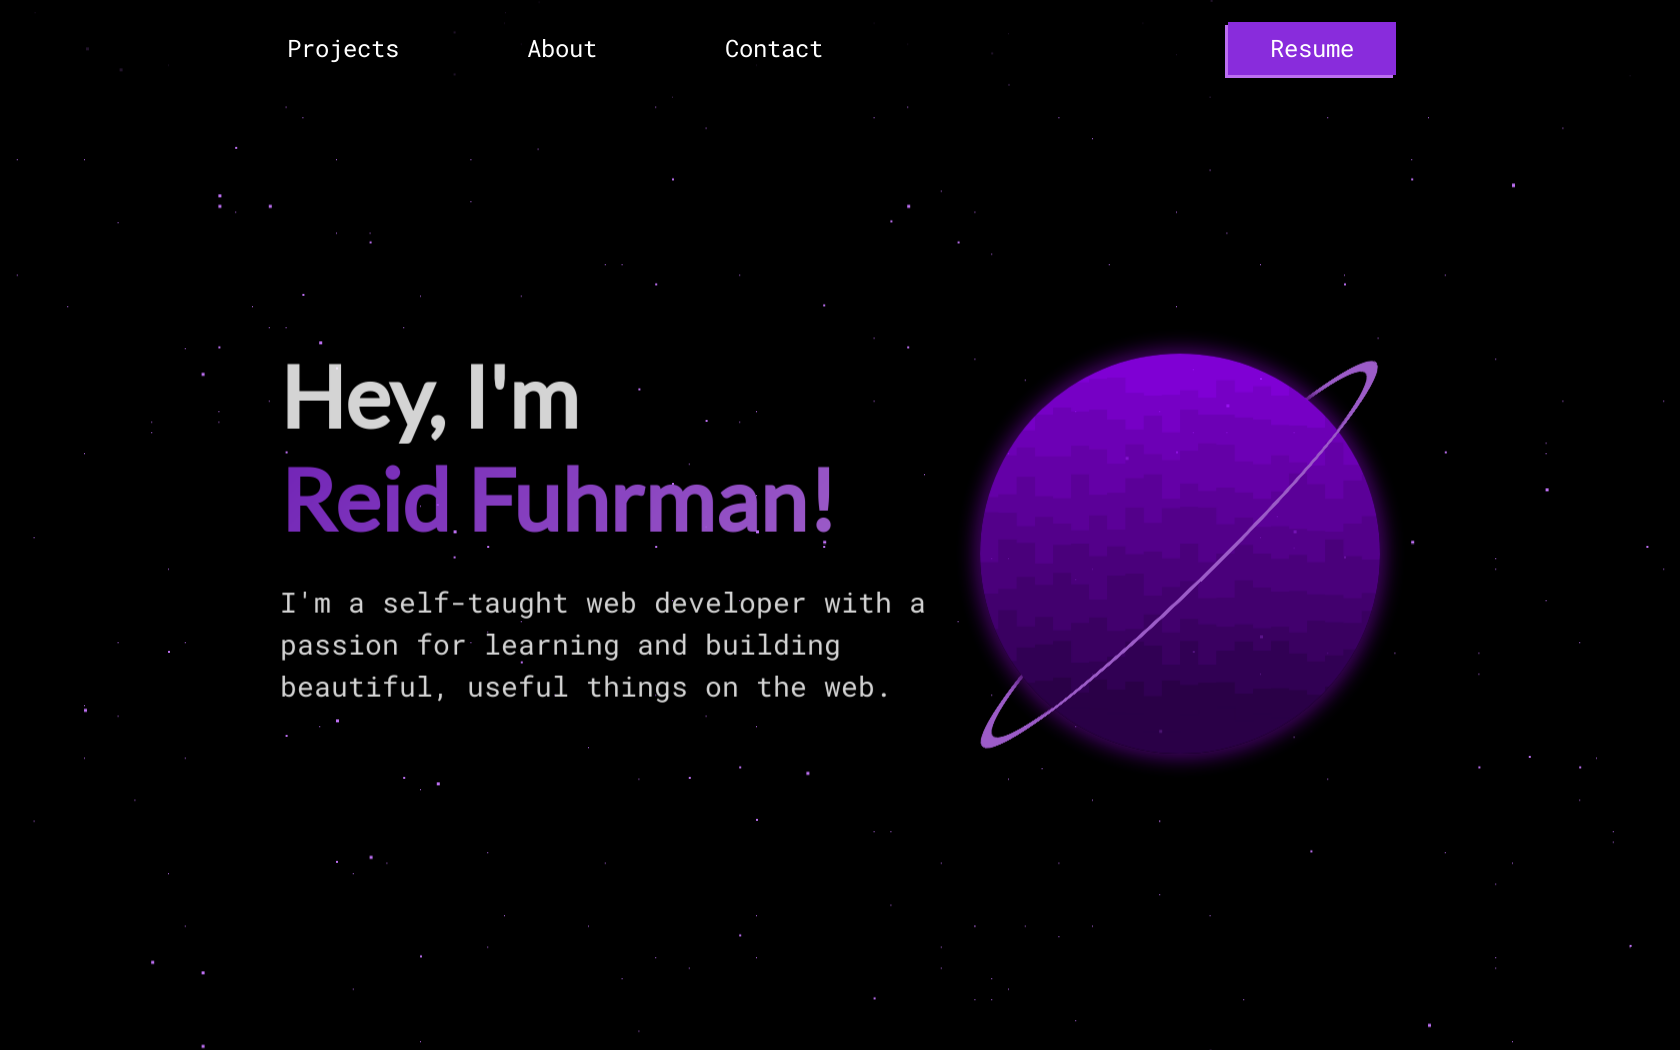 Projects About Contact Resume
Hey, I'm
Reid Fuhrman!
I'm a self-taught web developer with a
passion for learning and building
beautiful, useful things on the web.